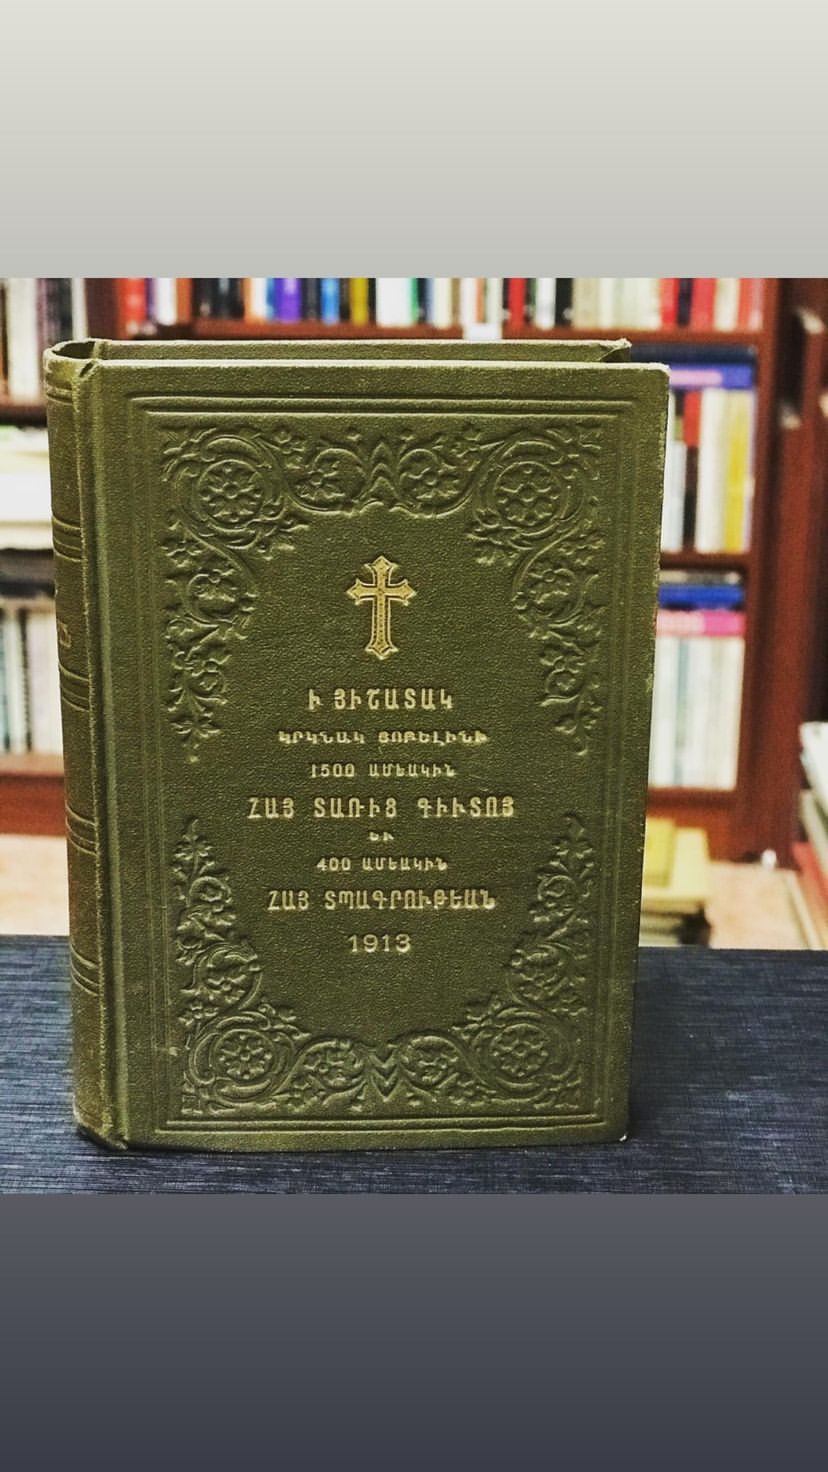 Ի ՅԻՇԱՏԱԿ
ԿՐԿՆԱԿ ՅՈԲԵԼԻՆԻ
1500 ԱՄԵԱԿԻՆ
ՀԱՅ ՏԱՌԻՑ ԳԻՒՏՈՅ
ԵՒ
400 ԱՄԵԱԿԻՆ
ՀԱՅ ՏՊԱԳՐՈՒԹԵԱՆ
1913